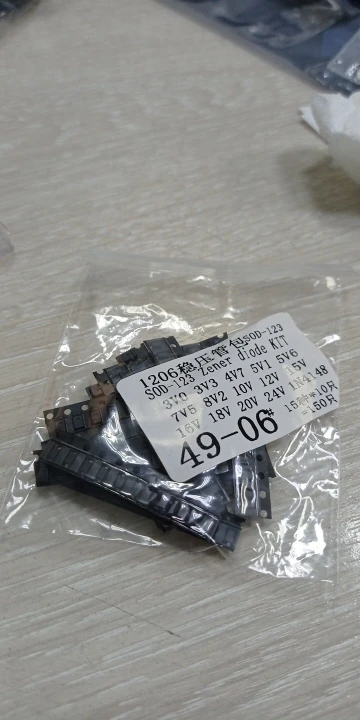 1206稳压管包SOD-123
SOD-123 Zener diode KIT
3V0 3V3 4V7 5V1 5V6
7V5 8V2 10V 12V 15V
16V 18V 20V 24V 1N4148
49-06# 15种*10只
=150只